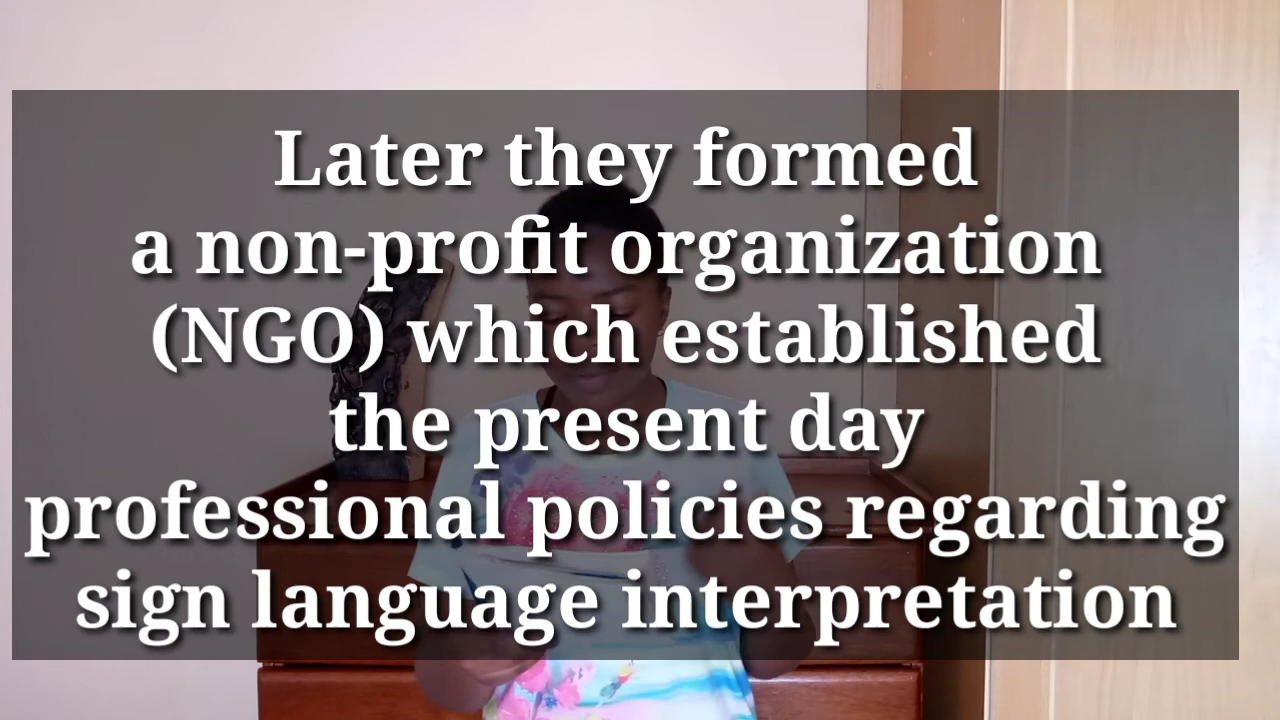 Later they formed
a non-profit organization
(NGO) which established
the present day
professional policies regarding
sign language interpretation